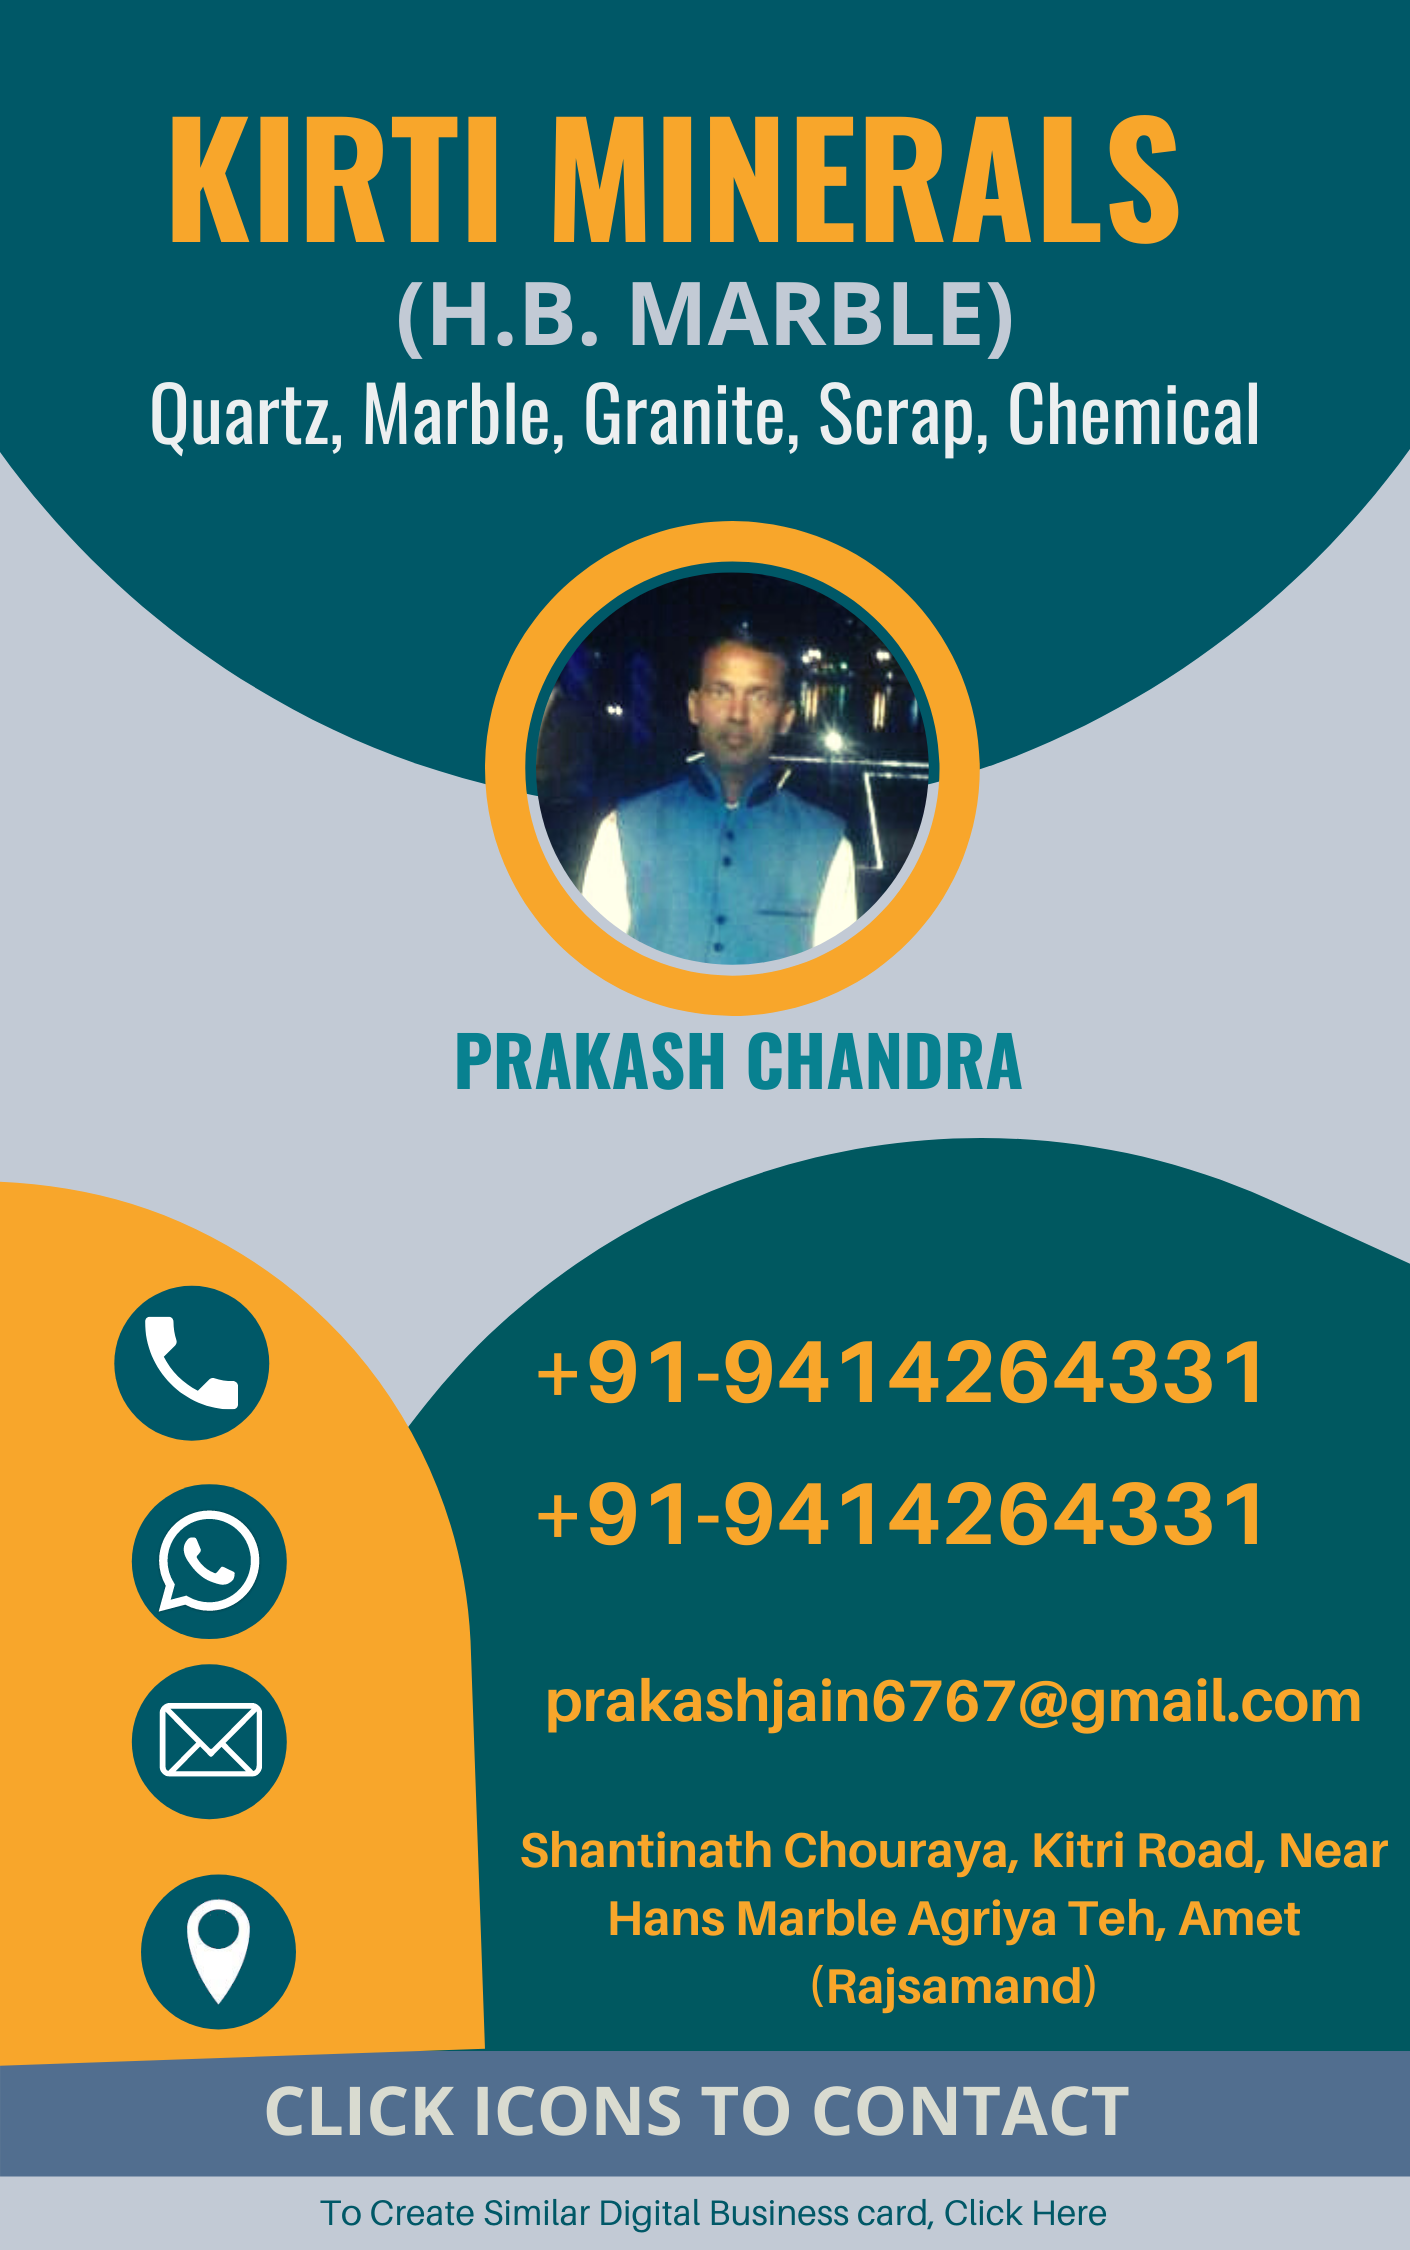 KIRTI MINERALS
(H.B. MARBLE)
Quartz, Marble, Granite, Scrap, Chemical
PRAKASH CHANDRA
+91-9414264331
+91-9414264331
prakashjain6767@gmail.com
Shantinath Chouraya, Kitri Road, Near
Hans Marble Agriya Teh, Amet
(Rajsamand)
CLICK ICONS TO CONTACT
To Create Similar Digital Business card, Click Here